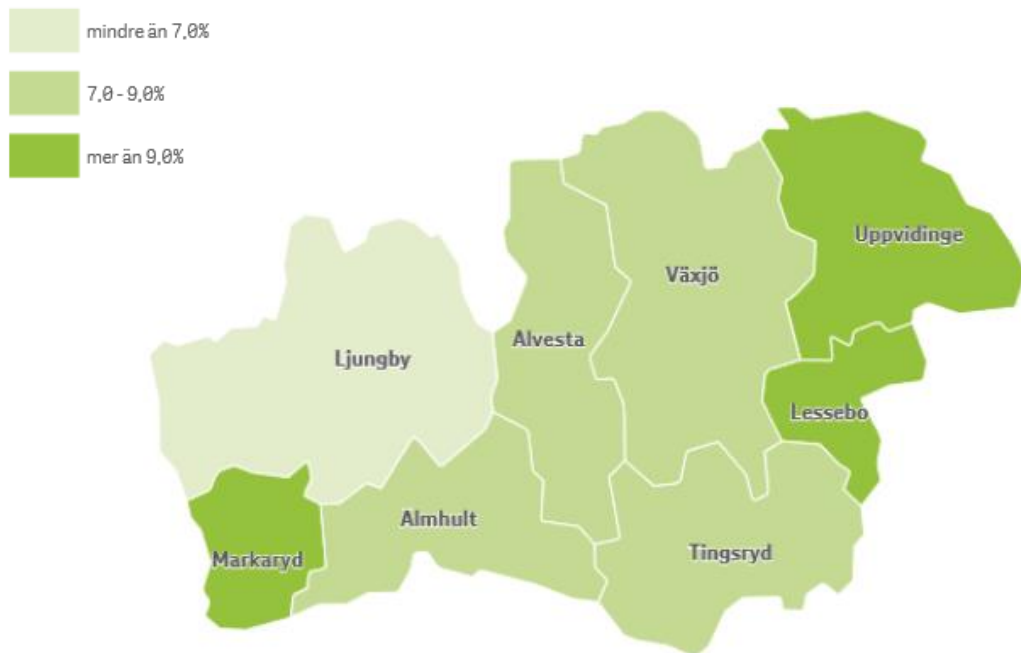 mindre än 7,0%
7,0 - 9,0%
mer än 9,0%
Uppvidinge
Växjö
Alvesta
Ljungby
Lessebo
Älmhult
Tingsryd
Markaryd